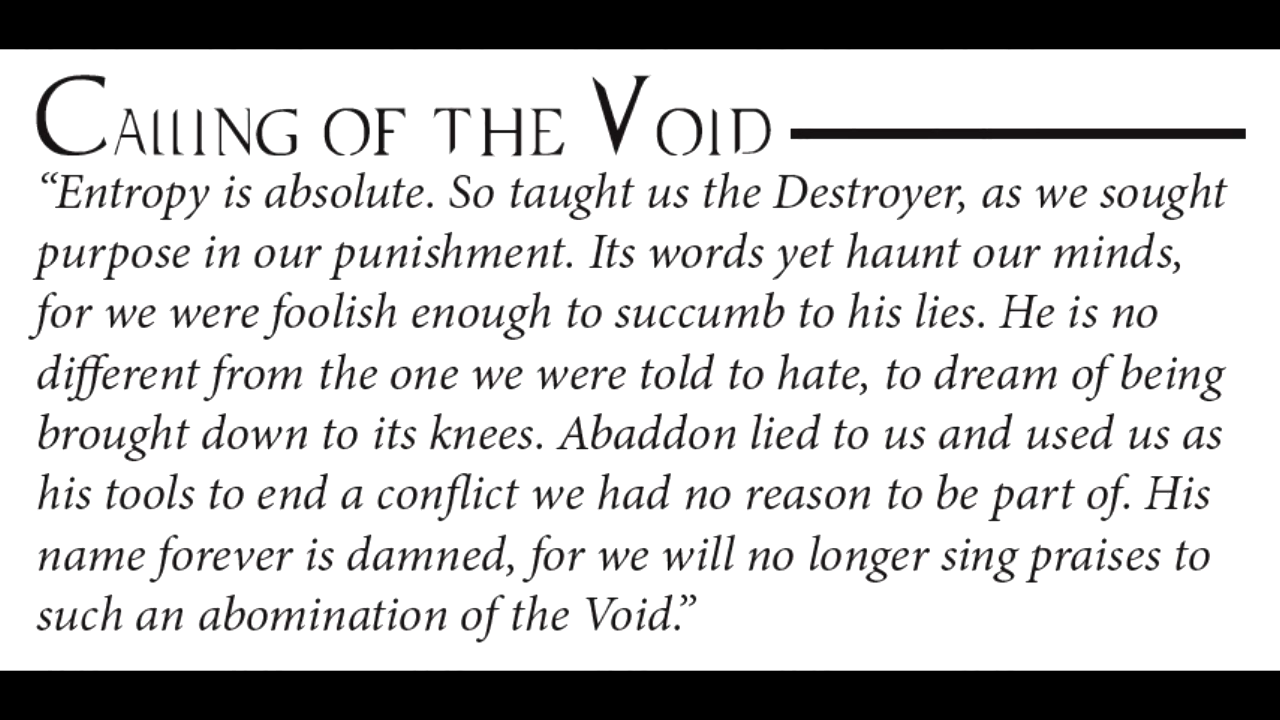 Calling of the Void
“Entropy is absolute. So taught us the Destroyer, as we sought
purpose in our punishment. Its words yet haunt our minds,
for we were foolish enough to succumb to his lies. He is no
different from the one we were told to hate, to dream of being
brought down to its knees. Abaddon lied to us and used us as
his tools to end a conflict we had no reason to be part of. His
name forever is damned, for we will no longer sing praises to
such an abomination of the Void.”